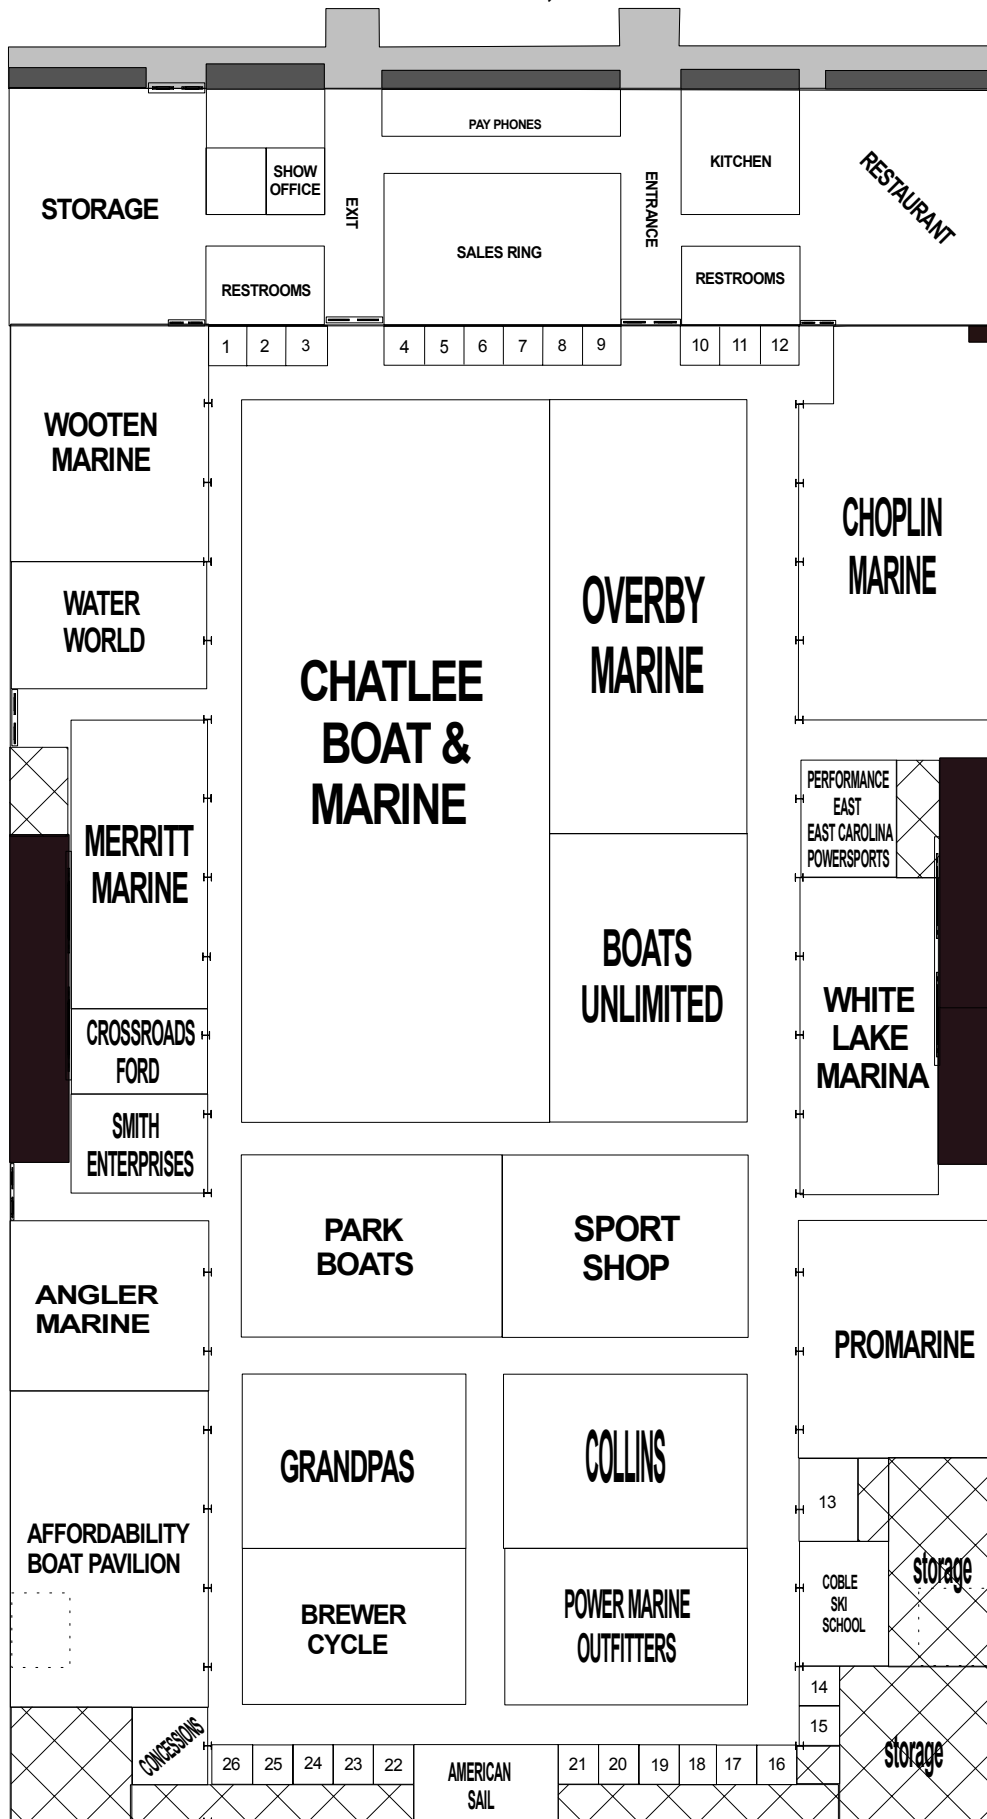 PAY PHONES
SHOW
OFFICE
KITCHEN
RESTAURANT
STORAGE
EXIT
ENTRANCE
SALES RING
RESTROOMS
RESTROOMS
1 2 3 4 5 6 7 8 9 10 11 12
WOOTEN
MARINE
CHOPLIN
MARINE
WATER
WORLD
OVERBY
MARINE
CHATLEE
BOAT &
MARINE
PERFORMANCE
EAST
EAST CAROLINA
POWERSPORTS
MERRITT
MARINE
BOATS
UNLIMITED
WHITE
LAKE
MARINA
CROSSROADS
FORD
SMITH
ENTERPRISES
PARK
BOATS
SPORT
SHOP
ANGLER
MARINE
PROMARINE
GRANDPAS
COLLINS
13
AFFORDABILITY
BOAT PAVILION
storage
COBLE
SKI
SCHOOL
BREWER
CYCLE
POWER MARINE
OUTFITTERS
14
15
CONCESSIONS
storage
26 25 24 23 22
AMERICAN
SAIL
21 20 19 18 17 16